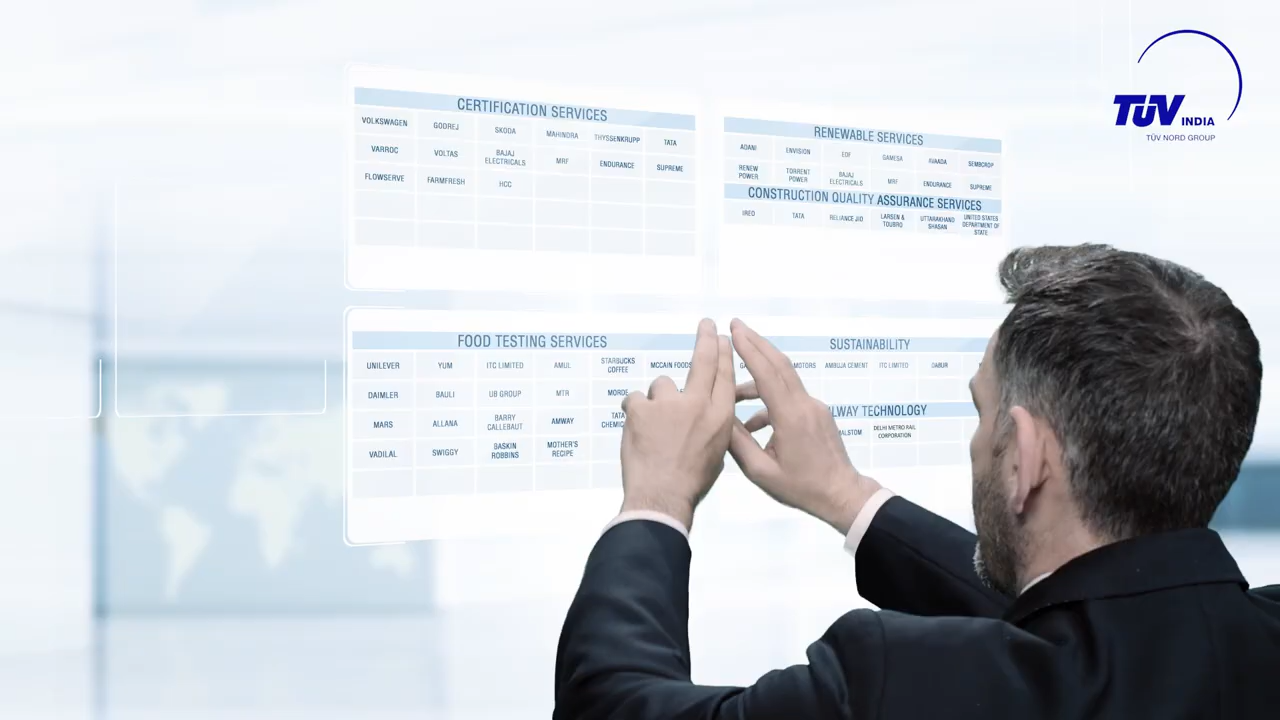 TÜV INDIA
TÜV NORD GROUP
CERTIFICATION SERVICES
VOLKSWAGEN GODREJ SKODA MAHINDRA THYSSENKRUPP TATA
VARROC VOLTAS BAJAJ ELECTRICALS MRF ENDURANCE SUPREME
FLOWSERVE FARMFRESH HCC
RENEWABLE SERVICES
ADANI ENVISION EDF GAMESA AVAADA SEMBCROP
RENEW POWER TORRENT POWER BAJAJ ELECTRICALS MRF ENDURANCE SUPREME
CONSTRUCTION QUALITY ASSURANCE SERVICES
IREO TATA RELIANCE JIO LARSEN & TOUBRO UTTARAKHAND SHASAN UNITED STATES DEPARTMENT OF STATE
FOOD TESTING SERVICES
UNILEVER YUM ITC LIMITED AMUL STARBUCKS COFFEE MCCAIN FOODS
DAIMLER BAULI UB GROUP MTR MORDE
MARS ALLANA BARRY CALLEBAUT AMWAY TATA
VADILAL SWIGGY BASKIN ROBBINS MOTHER'S RECIPE
SUSTAINABILITY
MOTORS AMBUJA CEMENT ITC LIMITED DABUR
TECHNOLOGY
DELHI METRO RAIL CORPORATION